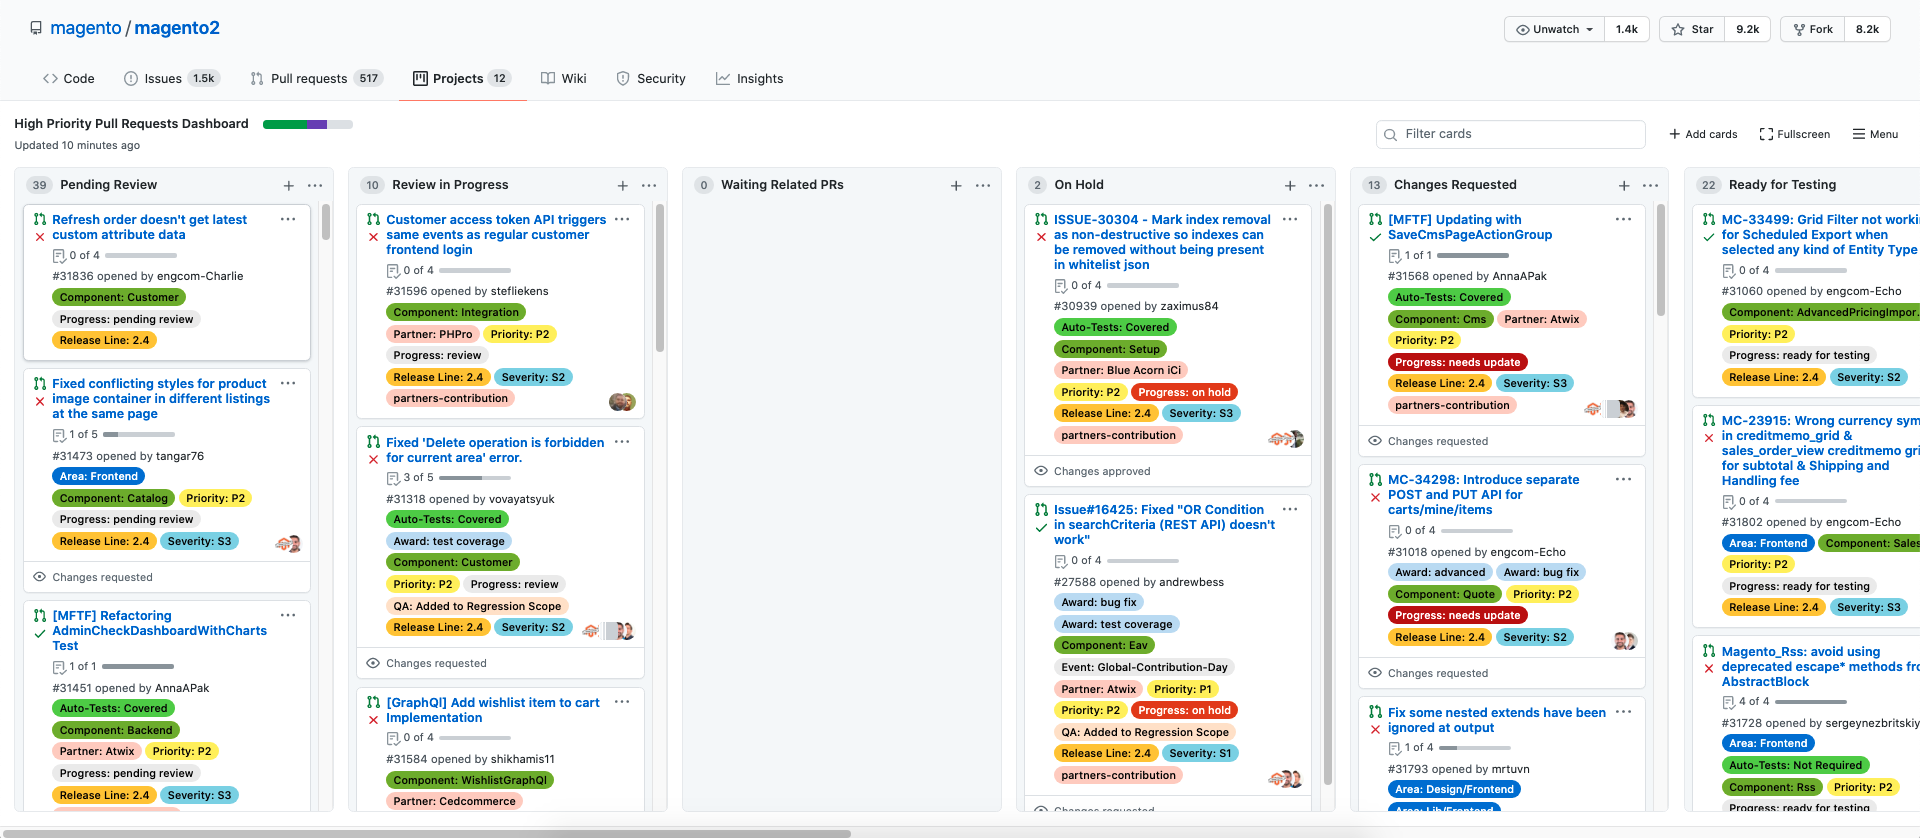 magento / magento2
Unwatch 1.4k
Star 9.2k
Fork 8.2k
Code
Issues 1.5k
Pull requests 517
Projects 12
Wiki
Security
Insights
High Priority Pull Requests Dashboard
Updated 10 minutes ago
Filter cards
Add cards
Fullscreen
Menu
39 Pending Review
Refresh order doesn't get latest
custom attribute data
0 of 4
#31836 opened by engcom-Charlie
Component: Customer
Progress: pending review
Release Line: 2.4
Fixed conflicting styles for product
image container in different listings
at the same page
1 of 5
#31473 opened by tangar76
Area: Frontend
Component: Catalog Priority: P2
Progress: pending review
Release Line: 2.4 Severity: S3
Changes requested
[MFTF] Refactoring
AdminCheckDashboardWithCharts
Test
1 of 1
#31451 opened by AnnaAPak
Auto-Tests: Covered
Component: Backend
Partner: Atwix Priority: P2
Progress: pending review
Release Line: 2.4 Severity: S3
10 Review in Progress
Customer access token API triggers
same events as regular customer
frontend login
0 of 4
#31596 opened by stefliekens
Component: Integration
Partner: PHPro Priority: P2
Progress: review
Release Line: 2.4 Severity: S2
partners-contribution
Fixed 'Delete operation is forbidden
for current area' error.
3 of 5
#31318 opened by vovayatsyuk
Auto-Tests: Covered
Award: test coverage
Component: Customer
Priority: P2 Progress: review
QA: Added to Regression Scope
Release Line: 2.4 Severity: S2
Changes requested
[GraphQl] Add wishlist item to cart
Implementation
0 of 4
#31584 opened by shikhamis11
Component: WishlistGraphQl
Partner: Cedcommerce
0 Waiting Related PRs
2 On Hold
ISSUE-30304 - Mark index removal
as non-destructive so indexes can
be removed without being present
in whitelist json
0 of 4
#30939 opened by zaximus84
Auto-Tests: Covered
Component: Setup
Partner: Blue Acorn iCi
Priority: P2 Progress: on hold
Release Line: 2.4 Severity: S3
partners-contribution
Changes approved
Issue#16425: Fixed "OR Condition
in searchCriteria (REST API) doesn't
work"
0 of 4
#27588 opened by andrewbess
Award: bug fix
Award: test coverage
Component: Eav
Event: Global-Contribution-Day
Partner: Atwix Priority: P1
Priority: P2 Progress: on hold
QA: Added to Regression Scope
Release Line: 2.4 Severity: S1
partners-contribution
Changes requested
13 Changes Requested
[MFTF] Updating with
SaveCmsPageActionGroup
1 of 1
#31568 opened by AnnaAPak
Auto-Tests: Covered
Component: Cms Partner: Atwix
Priority: P2
Progress: needs update
Release Line: 2.4 Severity: S3
partners-contribution
Changes requested
MC-34298: Introduce separate
POST and PUT API for
carts/mine/items
0 of 4
#31018 opened by engcom-Echo
Award: advanced Award: bug fix
Component: Quote Priority: P2
Progress: needs update
Release Line: 2.4 Severity: S2
Changes requested
Fix some nested extends have been
ignored at output
1 of 4
#31793 opened by mrtuvn
Area: Design/Frontend
Area: Lib/Frontend
22 Ready for Testing
MC-33499: Grid Filter not worki
for Scheduled Export when
selected any kind of Entity Type
0 of 4
#31060 opened by engcom-Echo
Component: AdvancedPricingImpor.
Priority: P2
Progress: ready for testing
Release Line: 2.4 Severity: S2
MC-23915: Wrong currency sym
in creditmemo_grid &
sales_order_view creditmemo gri
for subtotal & Shipping and
Handling fee
0 of 4
#31802 opened by engcom-Echo
Area: Frontend Component: Sales
Priority: P2
Progress: ready for testing
Release Line: 2.4 Severity: S3
Magento_Rss: avoid using
deprecated escape* methods fro
AbstractBlock
4 of 4
#31728 opened by sergeynezbritskiy
Area: Frontend
Auto-Tests: Not Required
Component: Rss Priority: P2
Progress: ready for testing